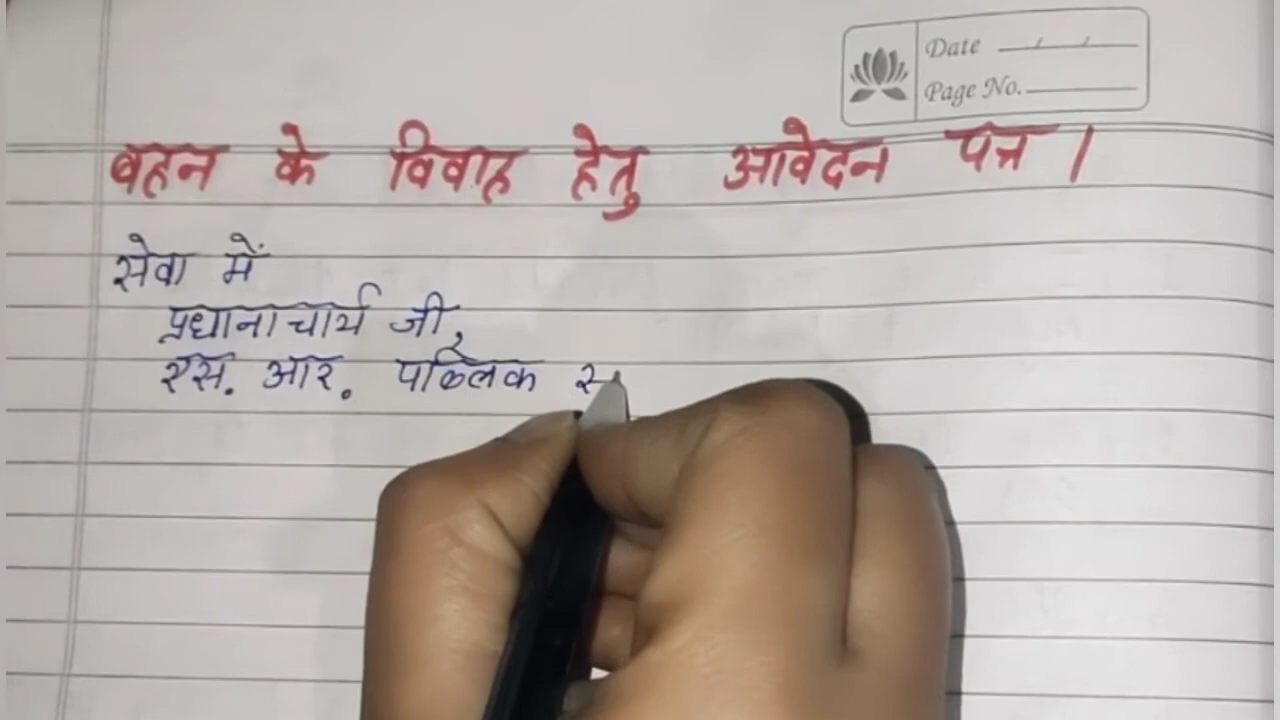 Date
Page No.
बहन के विवाह हेतु आवेदन पत्र ।
सेवा में
प्रधानाचार्य जी,
एस. आर. पब्लिक